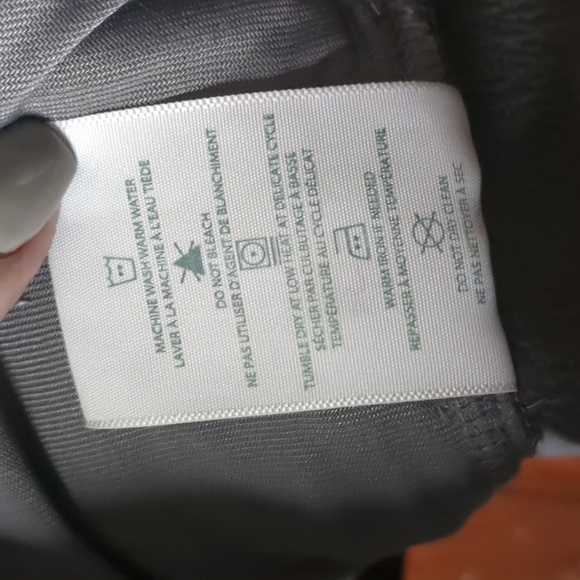 MACHINE WASH WARM WATER
LAVER À LA MACHINE À L'EAU TIÈDE
DO NOT BLEACH
NE PAS UTILISER D'AGENT DE BLANCHIMENT
TUMBLE DRY AT LOW HEAT AT DELICATE CYCLE
SÉCHER PAR CULBUTAGE À BASSE
TEMPÉRATURE AU CYCLE DÉLICAT
WARM IRON IF NEEDED
REPASSER À MOYENNE TEMPÉRATURE
DO NOT DRY CLEAN
NE PAS NETTOYER À SEC